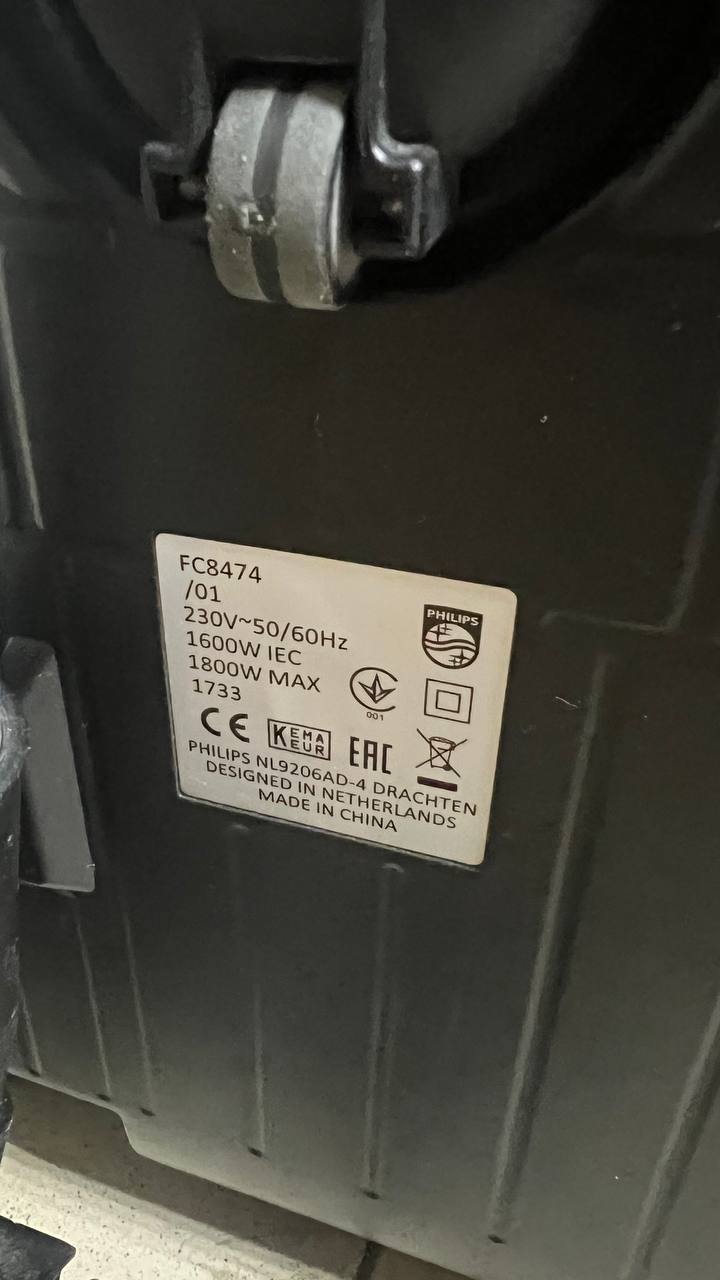 FC8474
/01
230V~50/60Hz
1600W IEC
1800W MAX
1733
PHILIPS
001
CE
KEMA
KEUR
EAC
PHILIPS NL9206AD-4 DRACHTEN
DESIGNED IN NETHERLANDS
MADE IN CHINA